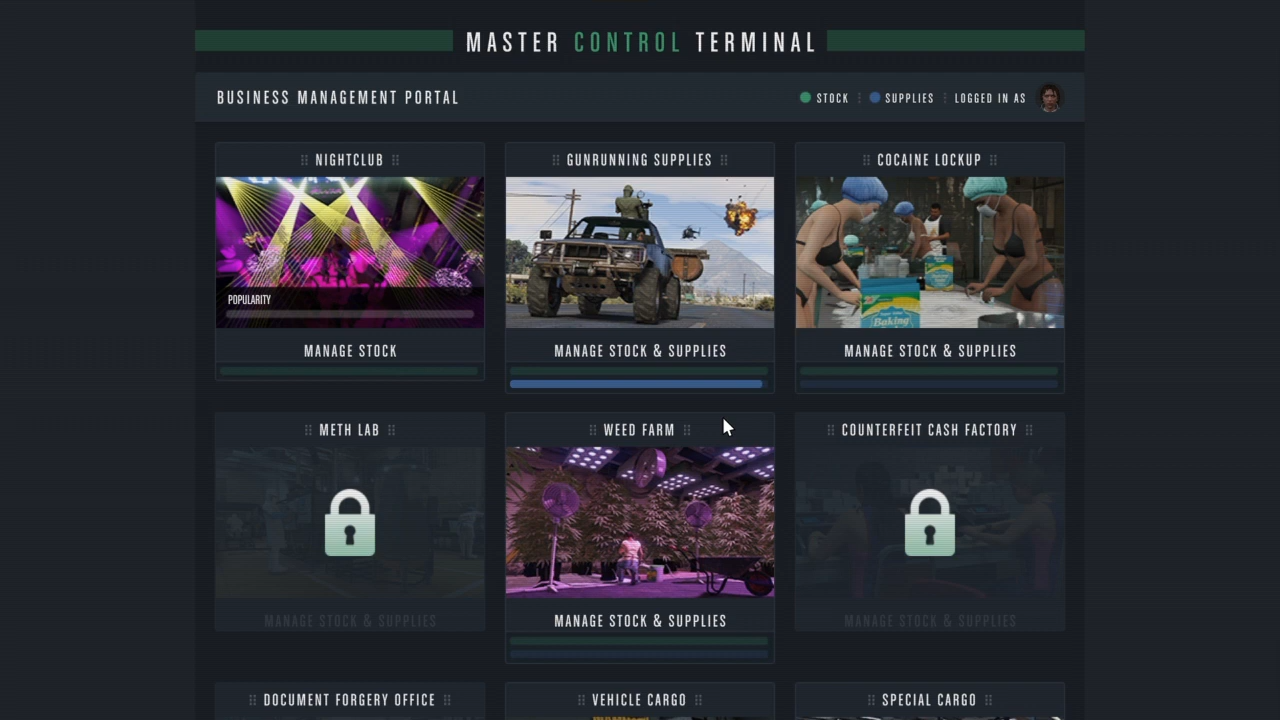 MASTER CONTROL TERMINAL
BUSINESS MANAGEMENT PORTAL
STOCK
SUPPLIES
LOGGED IN AS
NIGHTCLUB
GUNRUNNING SUPPLIES
COCAINE LOCKUP
POPULARITY
Baking
MANAGE STOCK
MANAGE STOCK & SUPPLIES
MANAGE STOCK & SUPPLIES
METH LAB
WEED FARM
COUNTERFEIT CASH FACTORY
MANAGE STOCK & SUPPLIES
MANAGE STOCK & SUPPLIES
MANAGE STOCK & SUPPLIES
DOCUMENT FORGERY OFFICE
VEHICLE CARGO
SPECIAL CARGO